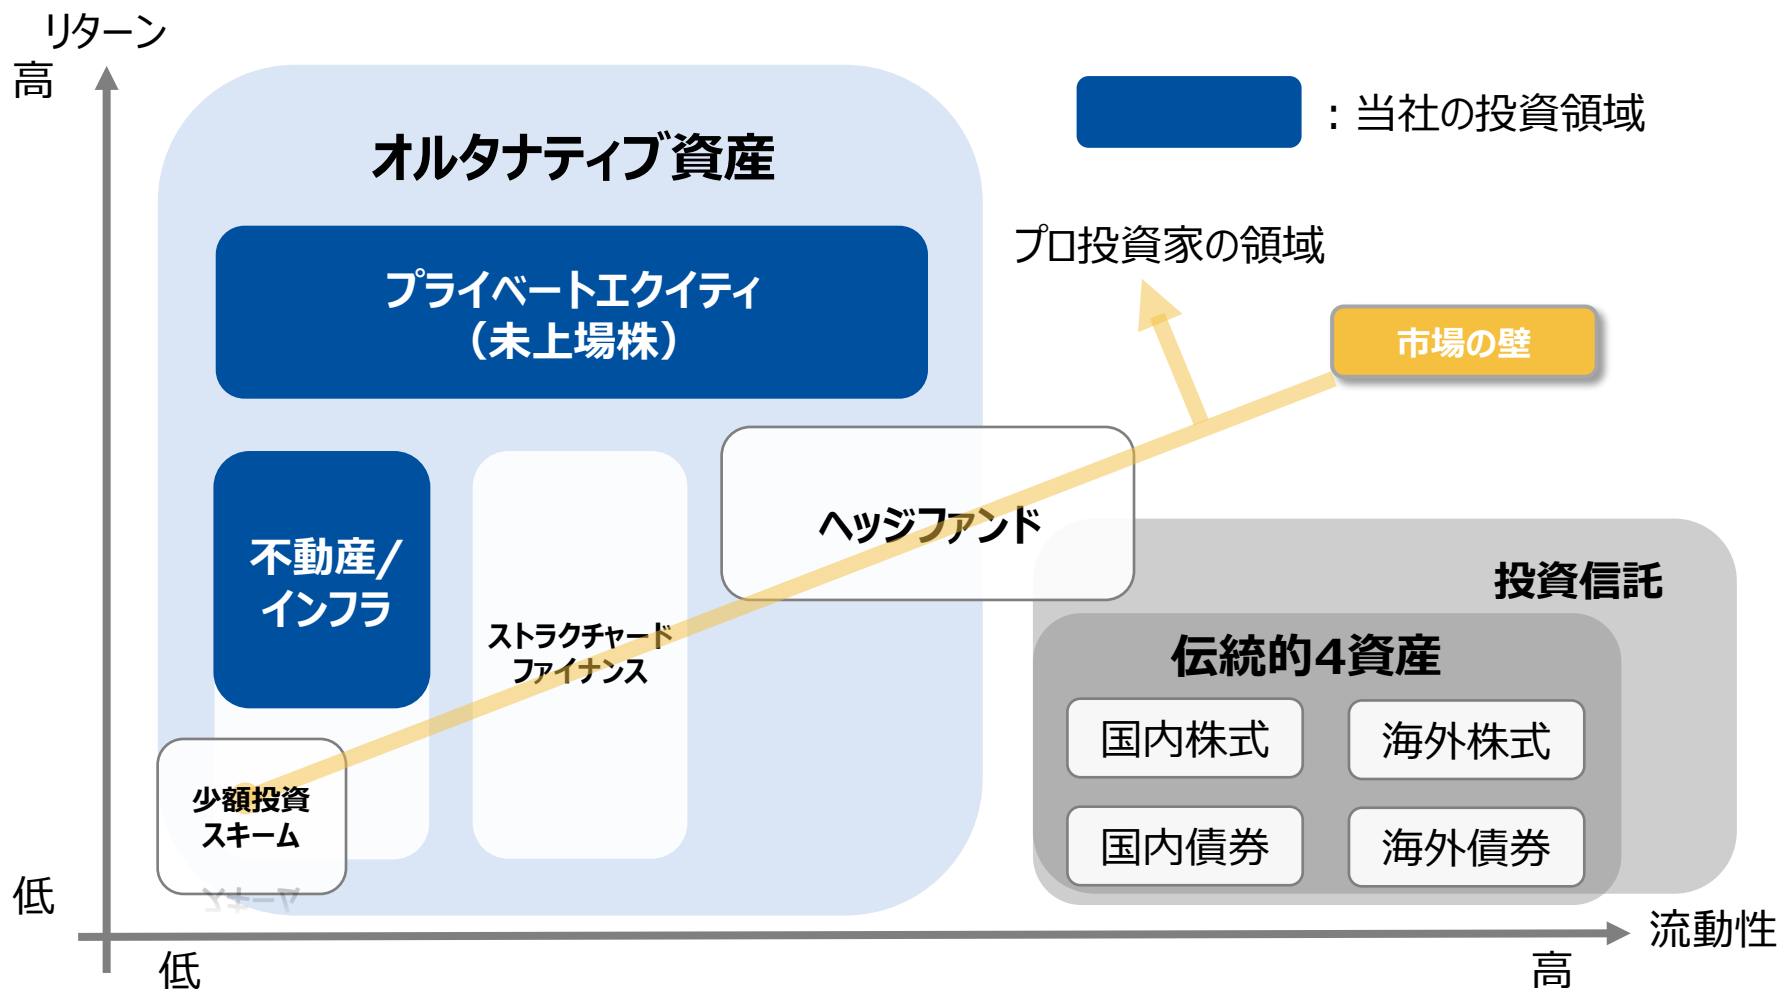 リターン
高
オルタナティブ資産
：当社の投資領域
プロ投資家の領域
プライベートエクイティ
（未上場株）
市場の壁
ヘッジファンド
不動産/
インフラ
投資信託
ストラクチャード
ファイナンス
伝統的4資産
国内株式
海外株式
少額投資
スキーム
国内債券
海外債券
低
流動性
低
高